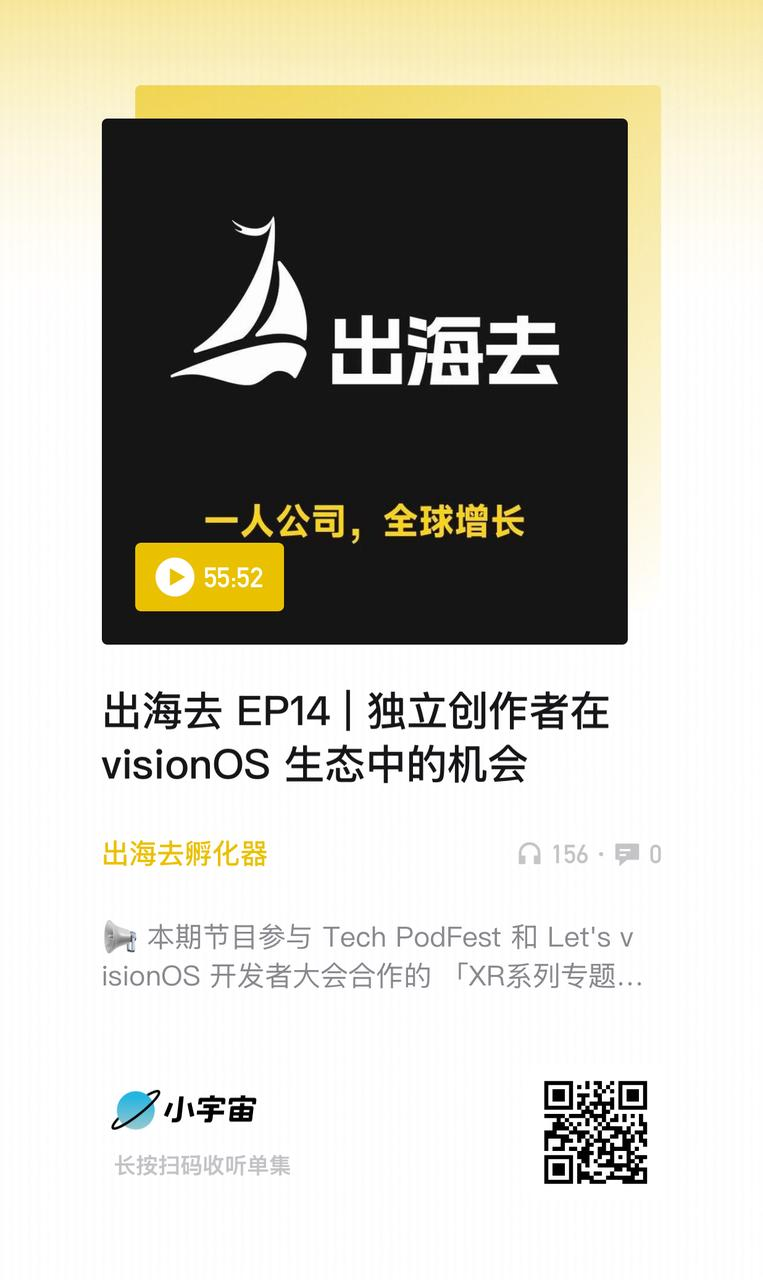 出海去
一人公司，全球增长
55:52
出海去 EP14 | 独立创作者在
visionOS 生态中的机会
出海去孵化器
156 · 0
本期节目参与 Tech PodFest 和 Let's v
isionOS 开发者大会合作的 「XR系列专题...
小宇宙
长按扫码收听单集